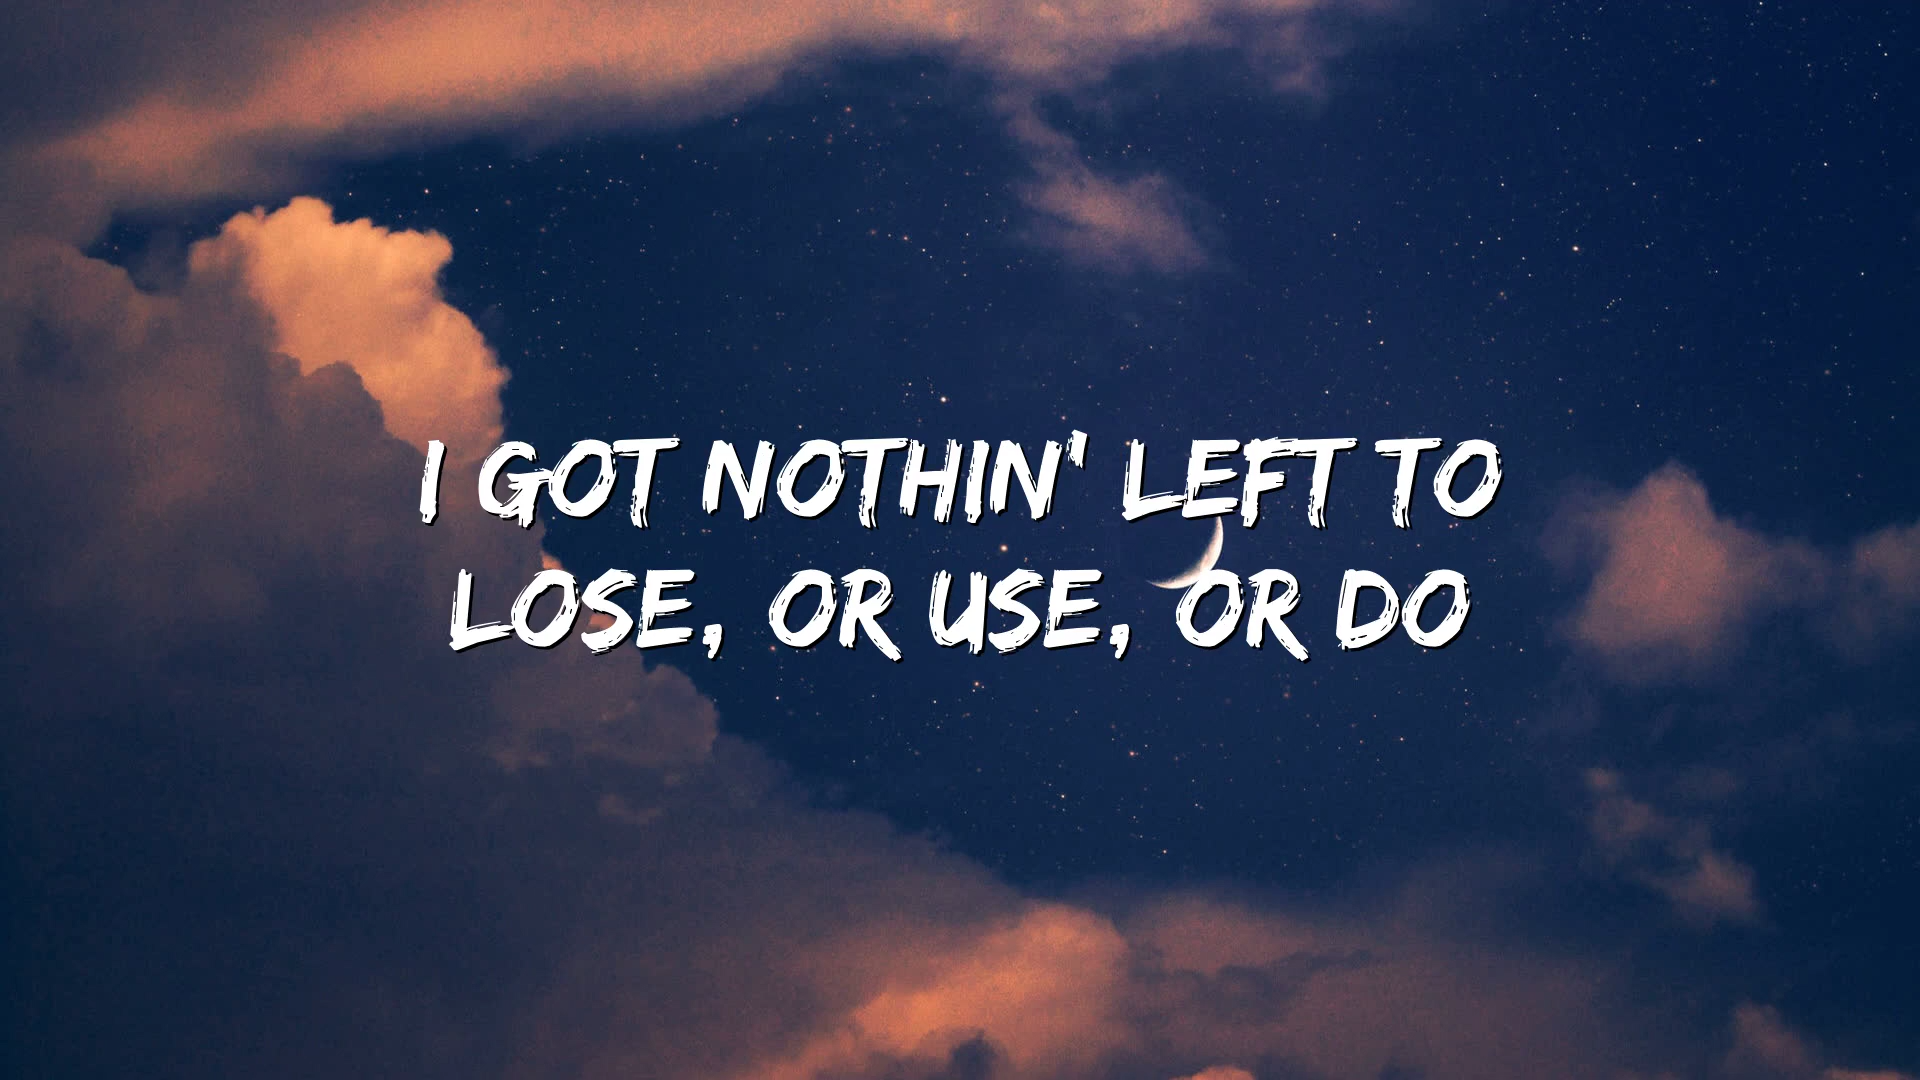 I GOT NOTHIN' LEFT TO
LOSE, OR USE, OR DO